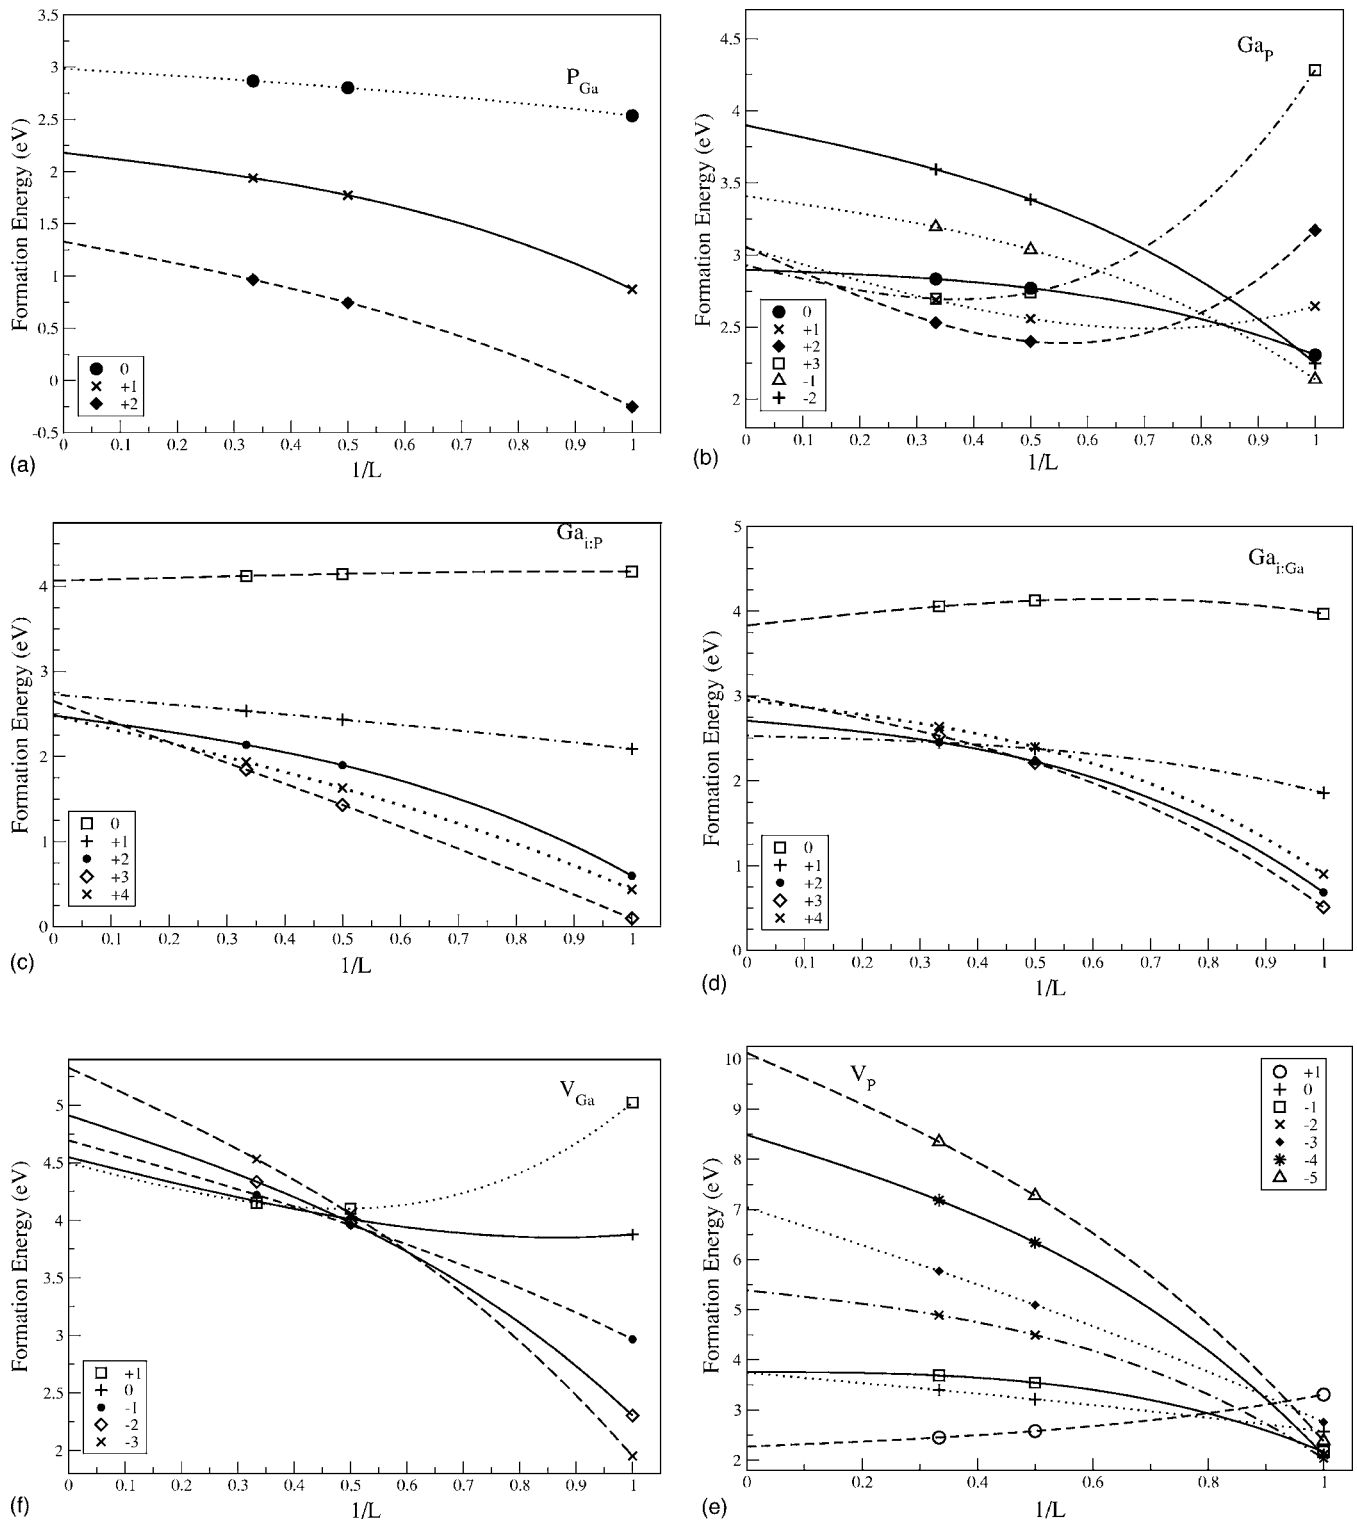 P_Ga
Formation Energy (eV)
3.5
3
2.5
2
1.5
1
0.5
0
-0.5
0
+1
+2
0 0.1 0.2 0.3 0.4 0.5 0.6 0.7 0.8 0.9 1
1/L
(a)
Ga_P
Formation Energy (eV)
4.5
4
3.5
3
2.5
2
0
+1
+2
+3
-1
-2
0 0.1 0.2 0.3 0.4 0.5 0.6 0.7 0.8 0.9 1
1/L
(b)
Ga_i:P
Formation Energy (eV)
4
3
2
1
0
0
+1
+2
+3
+4
0 0.1 0.2 0.3 0.4 0.5 0.6 0.7 0.8 0.9 1
1/L
(c)
Ga_i:Ga
Formation Energy (eV)
5
4
3
2
1
0
0
+1
+2
+3
+4
0 0.1 0.2 0.3 0.4 0.5 0.6 0.7 0.8 0.9 1
1/L
(d)
V_Ga
Formation Energy (eV)
5
4.5
4
3.5
3
2.5
2
+1
0
-1
-2
-3
0 0.1 0.2 0.3 0.4 0.5 0.6 0.7 0.8 0.9 1
1/L
(f)
V_P
Formation Energy (eV)
10
9
8
7
6
5
4
3
2
+1
0
-1
-2
-3
-4
-5
0 0.2 0.4 0.6 0.8 1
1/L
(e)